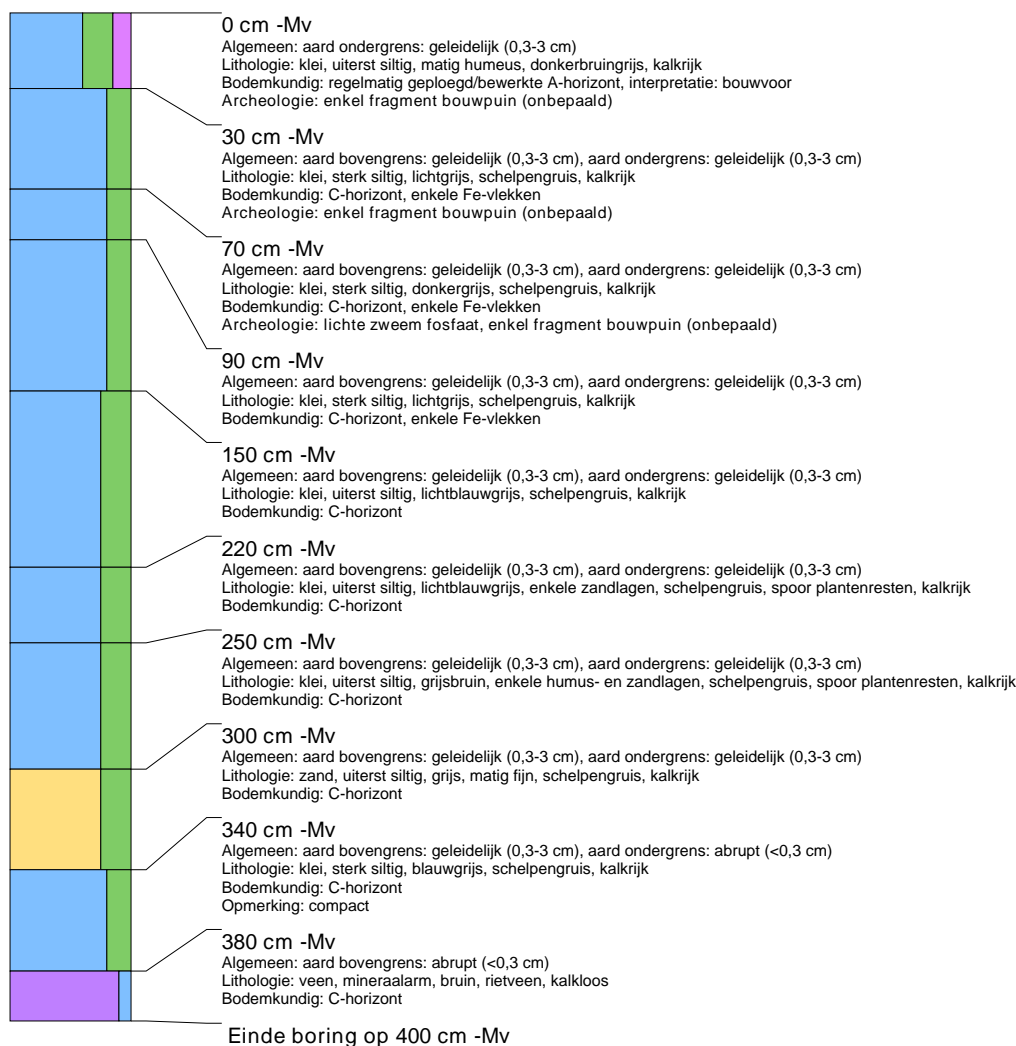 0 cm -Mv
Algemeen: aard ondergrens: geleidelijk (0,3-3 cm)
Lithologie: klei, uiterst siltig, matig humeus, donkerbruingrijs, kalkrijk
Bodemkundig: regelmatig geploegd/bewerkte A-horizont, interpretatie: bouwvoor
Archeologie: enkel fragment bouwpuin (onbepaald)
30 cm -Mv
Algemeen: aard bovengrens: geleidelijk (0,3-3 cm), aard ondergrens: geleidelijk (0,3-3 cm)
Lithologie: klei, sterk siltig, lichtgrijs, schelpengruis, kalkrijk
Bodemkundig: C-horizont, enkele Fe-vlekken
Archeologie: enkel fragment bouwpuin (onbepaald)
70 cm -Mv
Algemeen: aard bovengrens: geleidelijk (0,3-3 cm), aard ondergrens: geleidelijk (0,3-3 cm)
Lithologie: klei, sterk siltig, donkergrijs, schelpengruis, kalkrijk
Bodemkundig: C-horizont, enkele Fe-vlekken
Archeologie: lichte zweem fosfaat, enkel fragment bouwpuin (onbepaald)
90 cm -Mv
Algemeen: aard bovengrens: geleidelijk (0,3-3 cm), aard ondergrens: geleidelijk (0,3-3 cm)
Lithologie: klei, sterk siltig, lichtgrijs, schelpengruis, kalkrijk
Bodemkundig: C-horizont, enkele Fe-vlekken
150 cm -Mv
Algemeen: aard bovengrens: geleidelijk (0,3-3 cm), aard ondergrens: geleidelijk (0,3-3 cm)
Lithologie: klei, uiterst siltig, lichtblauwgrijs, schelpengruis, kalkrijk
Bodemkundig: C-horizont
220 cm -Mv
Algemeen: aard bovengrens: geleidelijk (0,3-3 cm), aard ondergrens: geleidelijk (0,3-3 cm)
Lithologie: klei, uiterst siltig, lichtblauwgrijs, enkele zandlagen, schelpengruis, spoor plantenresten, kalkrijk
Bodemkundig: C-horizont
250 cm -Mv
Algemeen: aard bovengrens: geleidelijk (0,3-3 cm), aard ondergrens: geleidelijk (0,3-3 cm)
Lithologie: klei, uiterst siltig, grijsbruin, enkele humus- en zandlagen, schelpengruis, spoor plantenresten, kalkrijk
Bodemkundig: C-horizont
300 cm -Mv
Algemeen: aard bovengrens: geleidelijk (0,3-3 cm), aard ondergrens: geleidelijk (0,3-3 cm)
Lithologie: zand, uiterst siltig, grijs, matig fijn, schelpengruis, kalkrijk
Bodemkundig: C-horizont
340 cm -Mv
Algemeen: aard bovengrens: geleidelijk (0,3-3 cm), aard ondergrens: abrupt (<0,3 cm)
Lithologie: klei, sterk siltig, blauwgrijs, schelpengruis, kalkrijk
Bodemkundig: C-horizont
Opmerking: compact
380 cm -Mv
Algemeen: aard bovengrens: abrupt (<0,3 cm)
Lithologie: veen, mineraalarm, bruin, rietveen, kalkloos
Bodemkundig: C-horizont
Einde boring op 400 cm -Mv